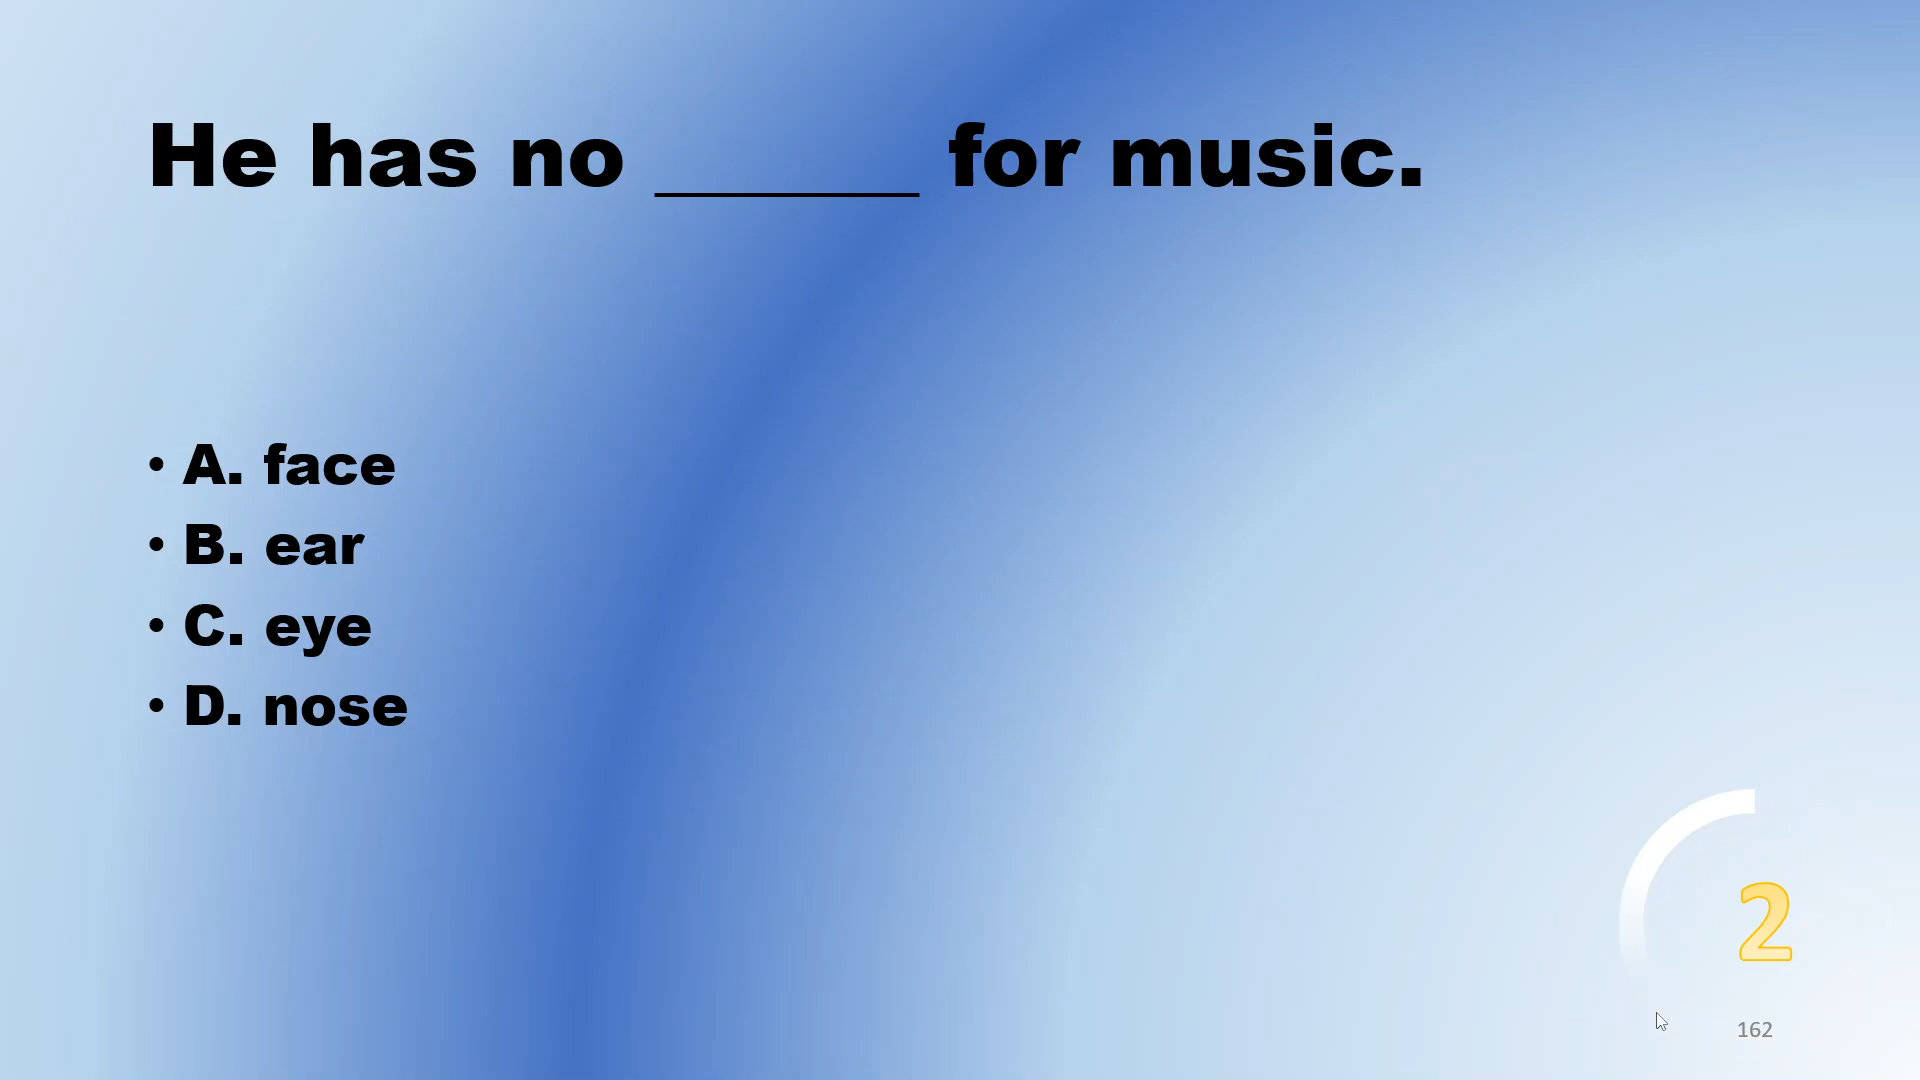 He has no ______ for music.
• A. face
• B. ear
• C. eye
• D. nose
2
162